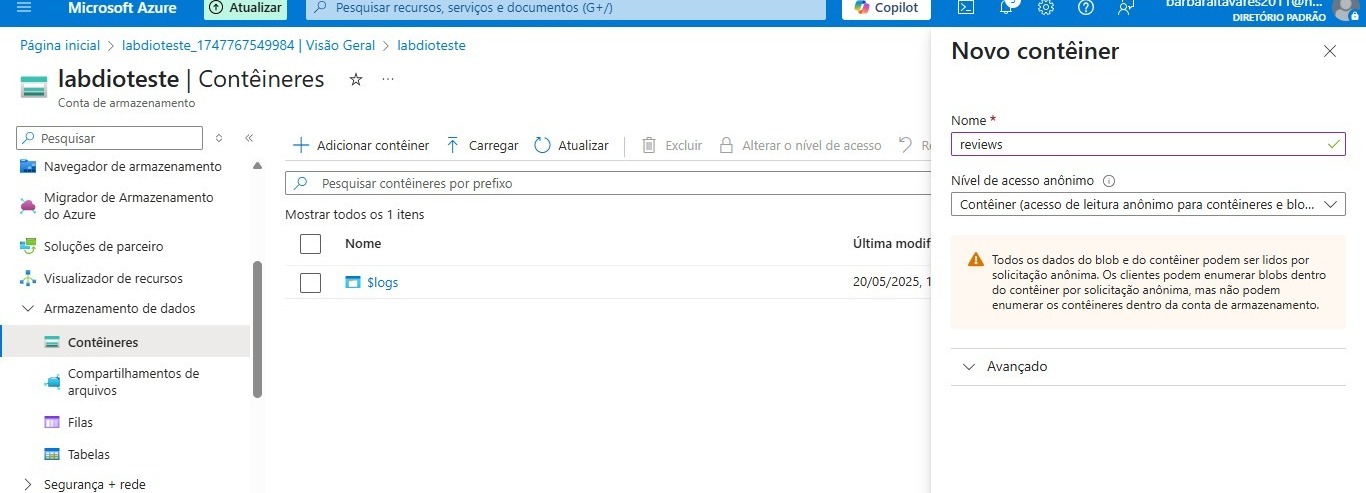 Microsoft Azure
Atualizar
Pesquisar recursos, serviços e documentos (G+/)
Copilot
DIRETÓRIO PADRÃO
Página inicial > labdioteste_1747767549984 | Visão Geral > labdioteste
labdioteste | Contêineres
Conta de armazenamento
Pesquisar
Navegador de armazenamento
Migrador de Armazenamento
do Azure
Soluções de parceiro
Visualizador de recursos
Armazenamento de dados
Contêineres
Compartilhamentos de
arquivos
Filas
Tabelas
Segurança + rede
Adicionar contêiner
Carregar
Atualizar
Excluir
Alterar o nível de acesso
Pesquisar contêineres por prefixo
Mostrar todos os 1 itens
Nome
Última modif
$logs
20/05/2025, 1
Novo contêiner
Nome *
reviews
Nível de acesso anônimo
Contêiner (acesso de leitura anônimo para contêineres e blo...
Todos os dados do blob e do contêiner podem ser lidos por
solicitação anônima. Os clientes podem enumerar blobs dentro
do contêiner por solicitação anônima, mas não podem
enumerar os contêineres dentro da conta de armazenamento.
Avançado